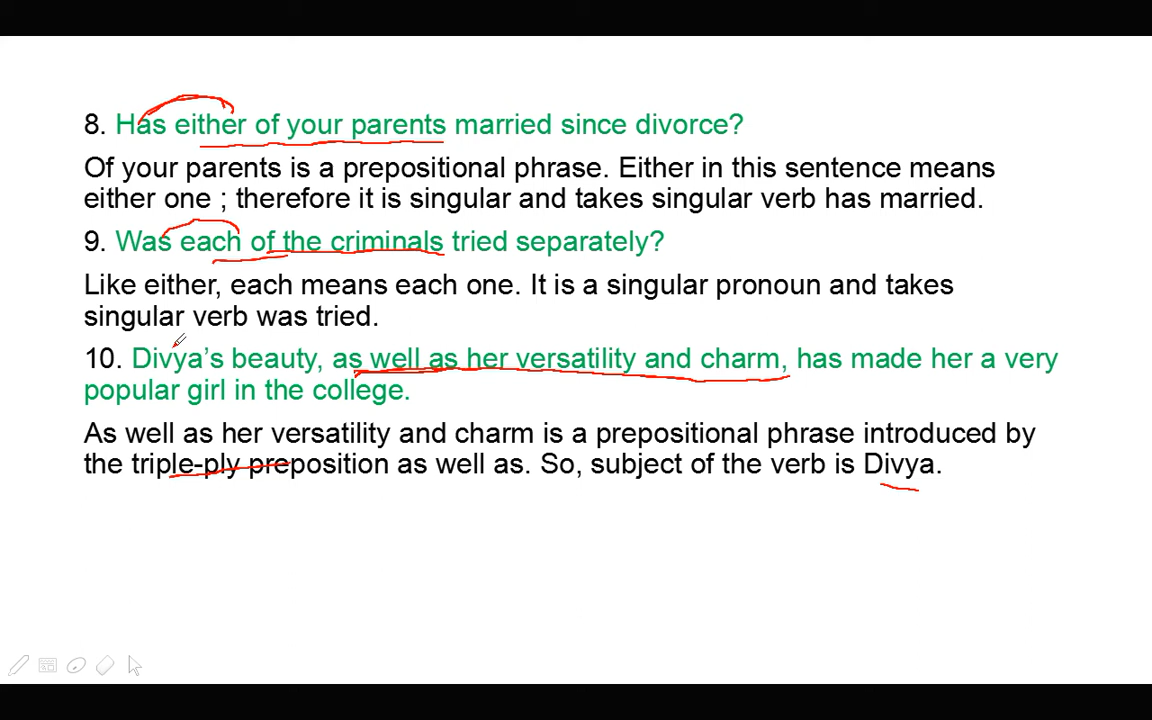 8. Has either of your parents married since divorce?
Of your parents is a prepositional phrase. Either in this sentence means
either one ; therefore it is singular and takes singular verb has married.
9. Was each of the criminals tried separately?
Like either, each means each one. It is a singular pronoun and takes
singular verb was tried.
10. Divya's beauty, as well as her versatility and charm, has made her a very
popular girl in the college.
As well as her versatility and charm is a prepositional phrase introduced by
the triple-ply preposition as well as. So, subject of the verb is Divya.